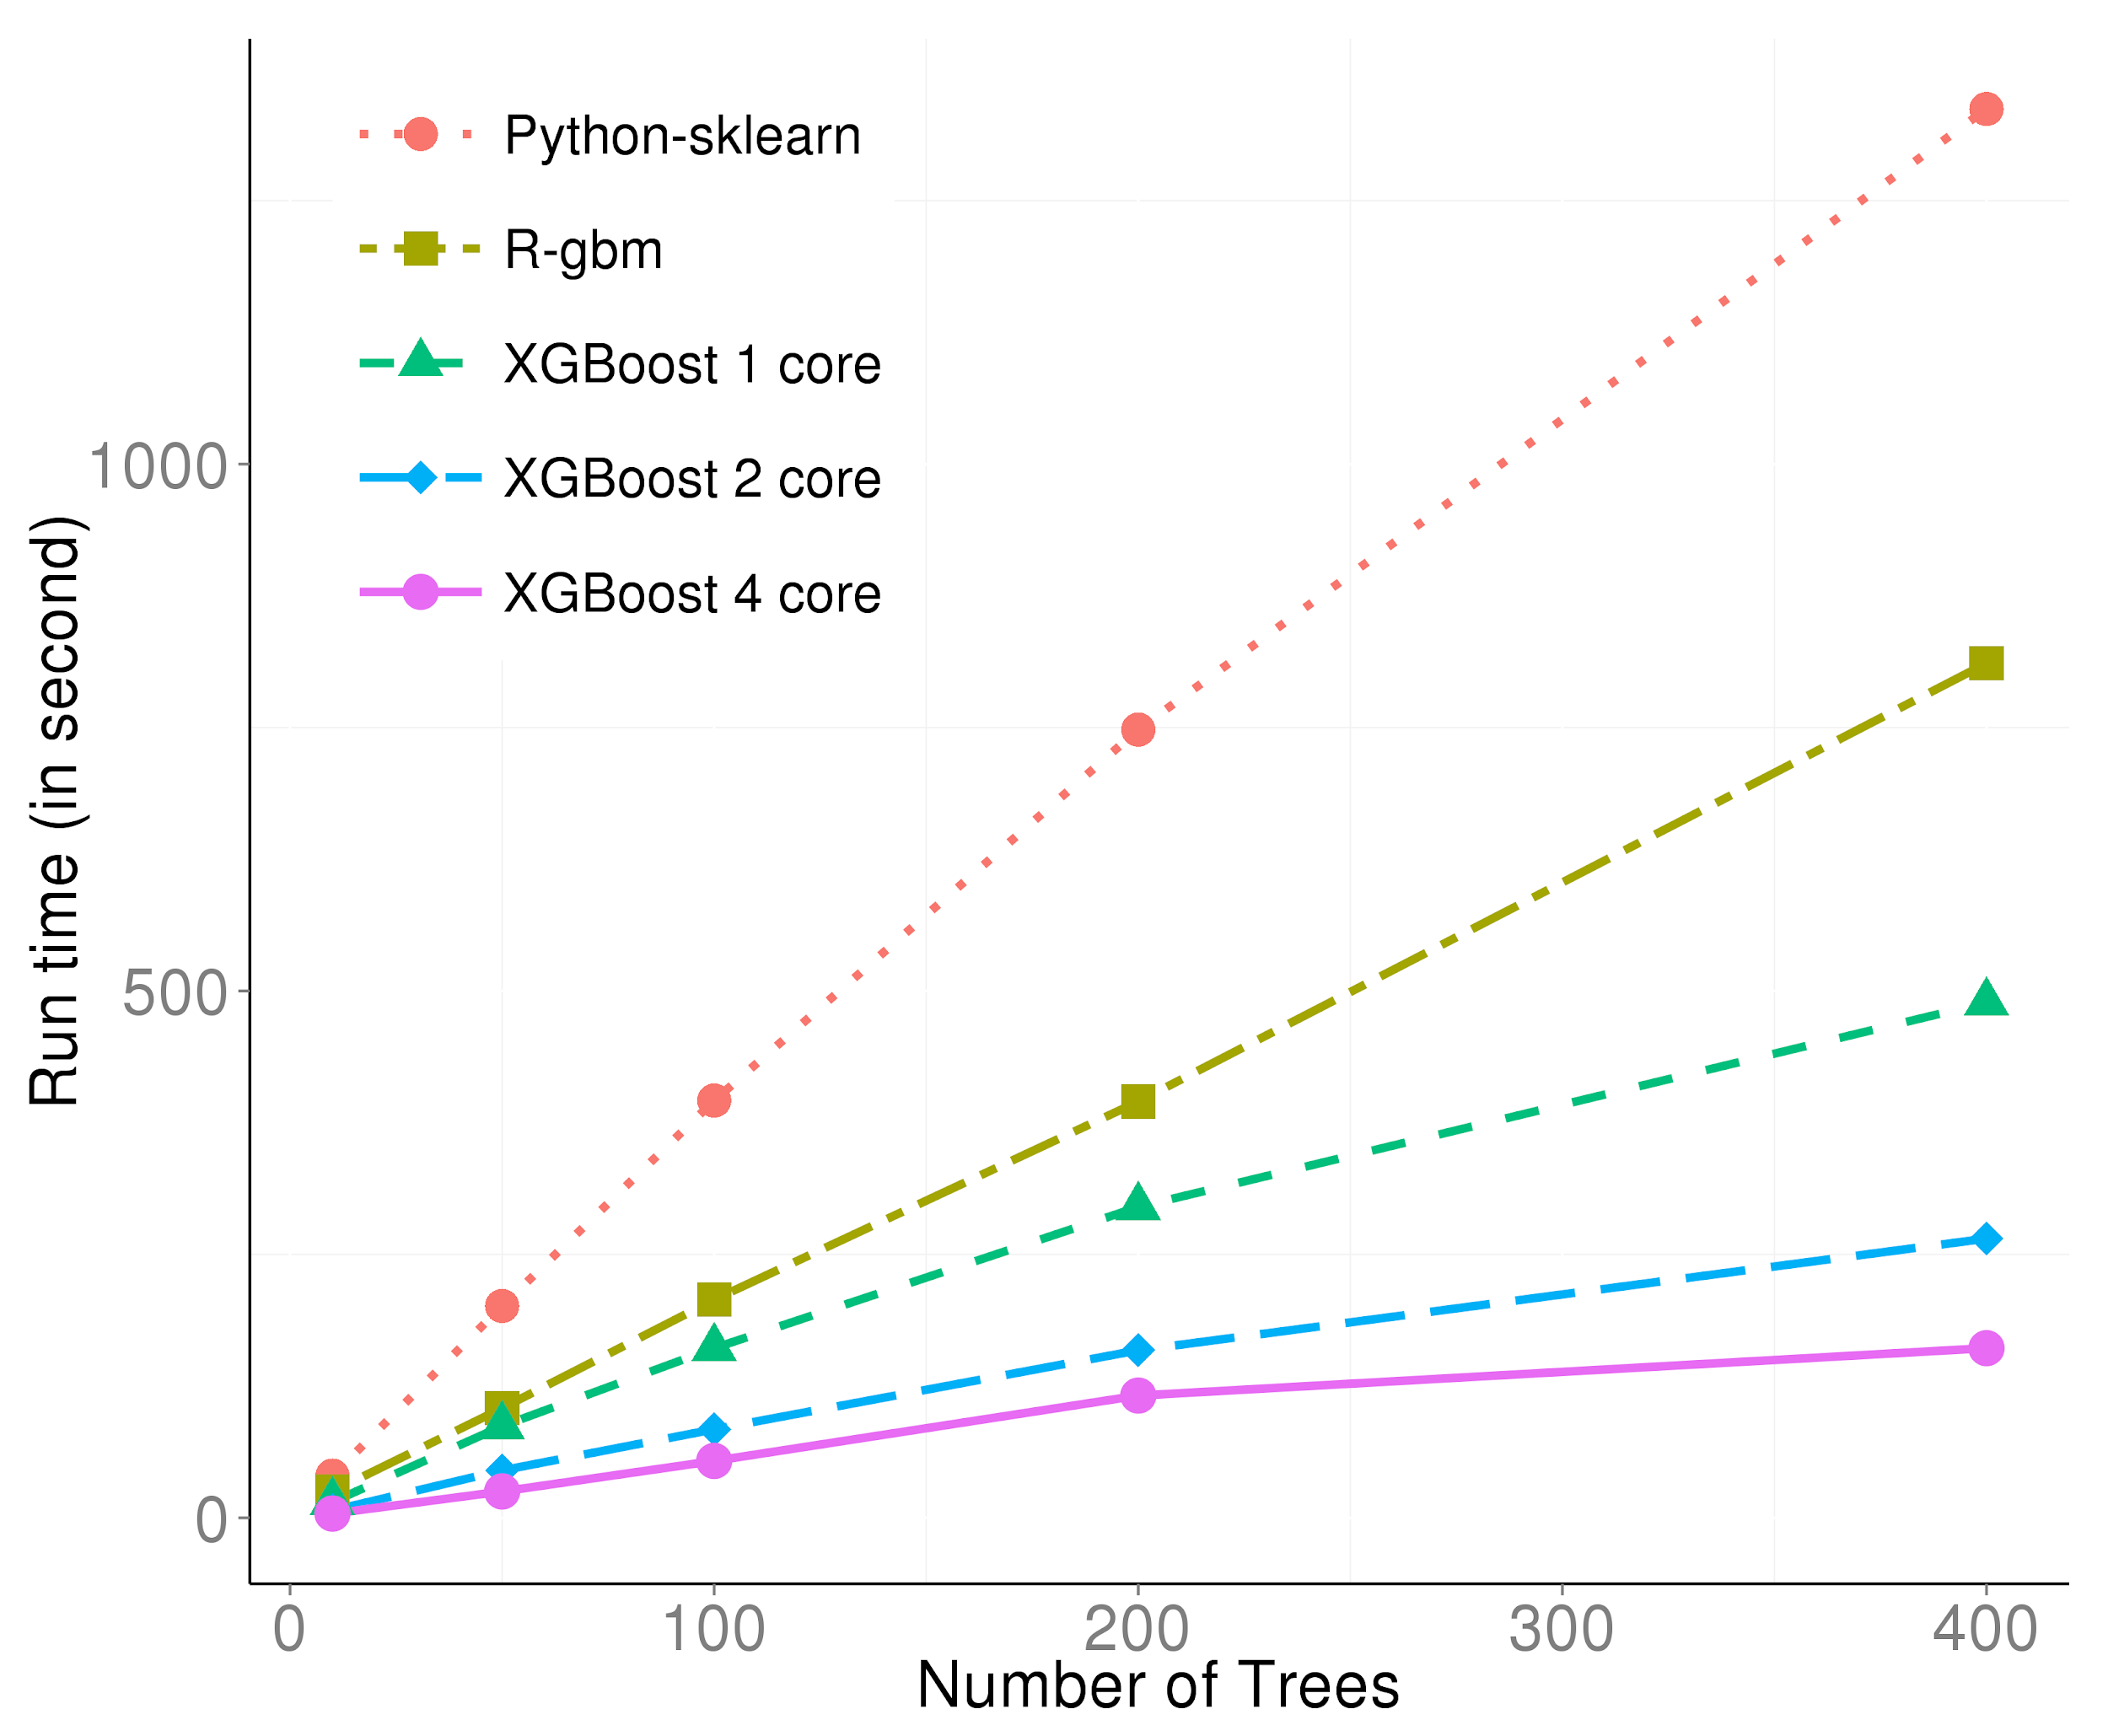 Python-sklearn
R-gbm
XGBoost 1 core
XGBoost 2 core
XGBoost 4 core
Run time (in second)
1000
500
0
0 100 200 300 400
Number of Trees